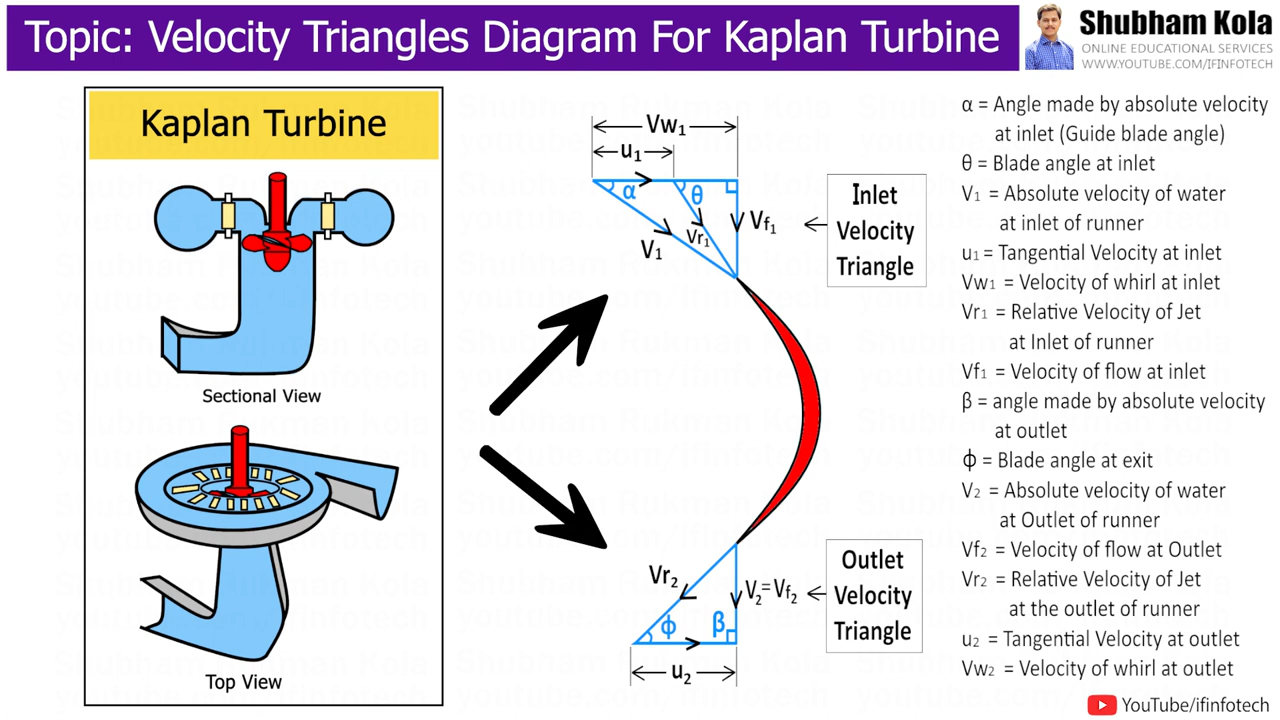 Topic: Velocity Triangles Diagram For Kaplan Turbine
Shubham Kola
ONLINE EDUCATIONAL SERVICES
WWW.YOUTUBE.COM/IFINFOTECH
Kaplan Turbine
Sectional View
Top View
Vw1
u1
α
θ
V1
Vr1
Vf1
Inlet
Velocity
Triangle
Vr2
V2=Vf2
ϕ
β
u2
Outlet
Velocity
Triangle
α = Angle made by absolute velocity
at inlet (Guide blade angle)
θ = Blade angle at inlet
V1 = Absolute velocity of water
at inlet of runner
u1 = Tangential Velocity at inlet
Vw1 = Velocity of whirl at inlet
Vr1 = Relative Velocity of Jet
at Inlet of runner
Vf1 = Velocity of flow at inlet
β = angle made by absolute velocity
at outlet
ϕ = Blade angle at exit
V2 = Absolute velocity of water
at Outlet of runner
Vf2 = Velocity of flow at Outlet
Vr2 = Relative Velocity of Jet
at the outlet of runner
u2 = Tangential Velocity at outlet
Vw2 = Velocity of whirl at outlet
YouTube/ifinfotech